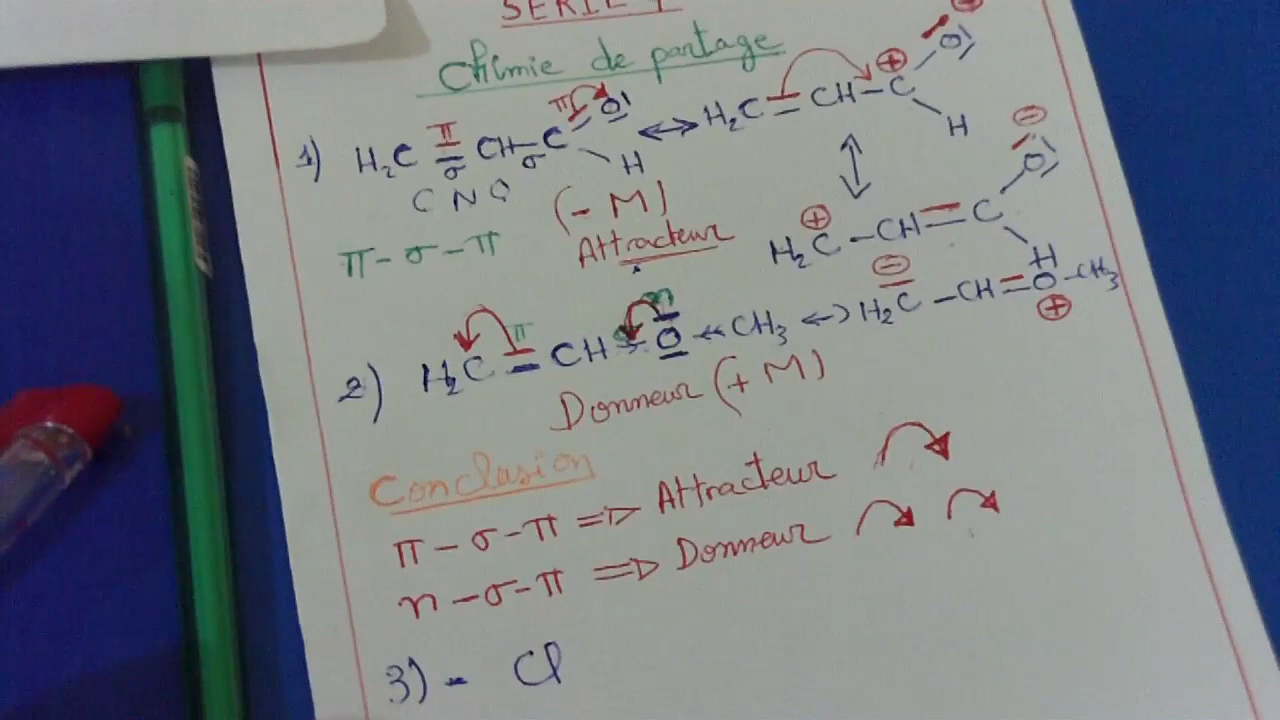 SERIE 1
Chimie de partage
1) H₂C = CH - C = O H ↔ H₂C = CH - C ⊕ O ⊖ H
π σ σ π
C N O
(- M)
π - σ - π
Attracteur
H₂C ⊕ - CH = C O ⊖ H
2) H₂C = CH - O - CH₃ ↔ H₂C ⊖ - CH = O ⊕ - CH₃
π σ n
Donneur (+ M)
Conclusion
π - σ - π ⇒ Attracteur
n - σ - π ⇒ Donneur
3) - Cl